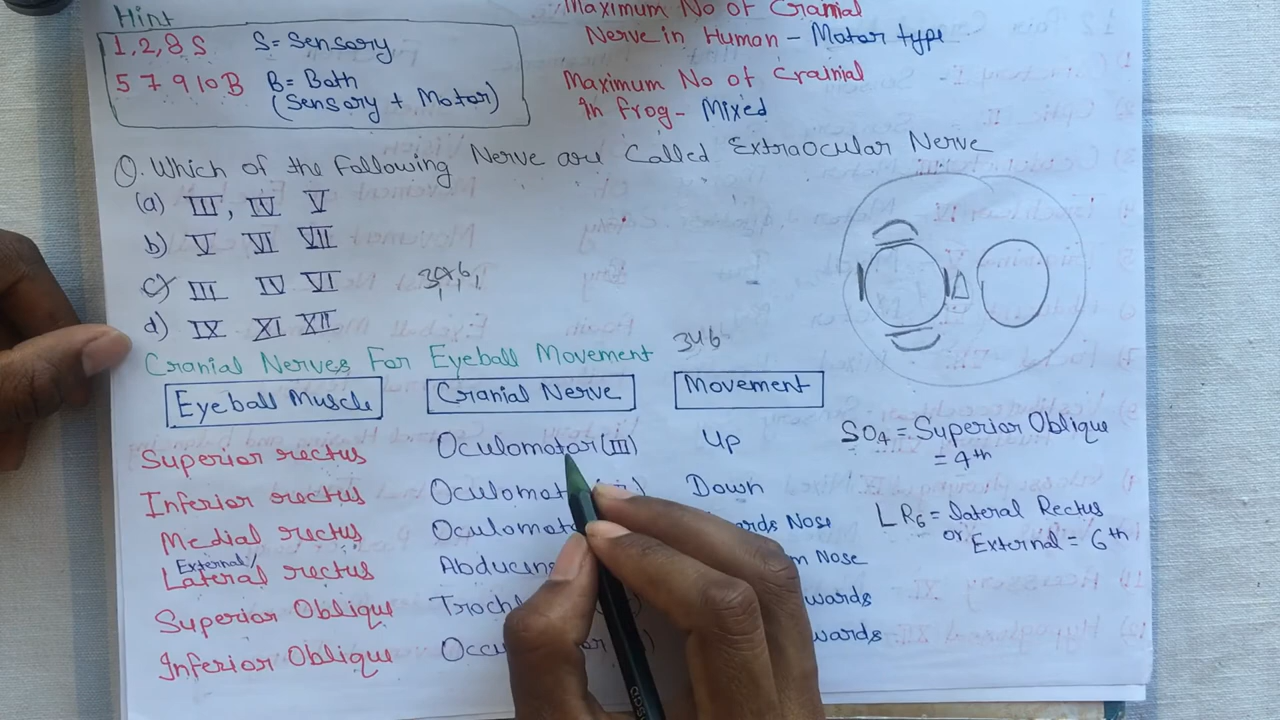 Hint
1,2,8 S S = Sensory
5 7 9 10 B B = Both
(Sensory + Motor)
Maximum No of Cranial
Nerve in Human - Motor type
Maximum No of Crainial
In frog - Mixed
Q. Which of the following Nerve are Called Extraocular Nerve
(a) III, IV V
b) V VI VII
c) III IV VI 3,4,6,
d) IX XI XII
Cranial Nerves For Eyeball Movement 346
Eyeball Muscle Cranial Nerve Movement
Superior rectus Oculomotor (III) Up
Inferior rectus Down
Medial rectus Nose
External/
Lateral rectus Nose
Superior Oblique
Inferior Oblique
SO4 = Superior Oblique
= 4th
LR6 = lateral Rectus
or External = 6th